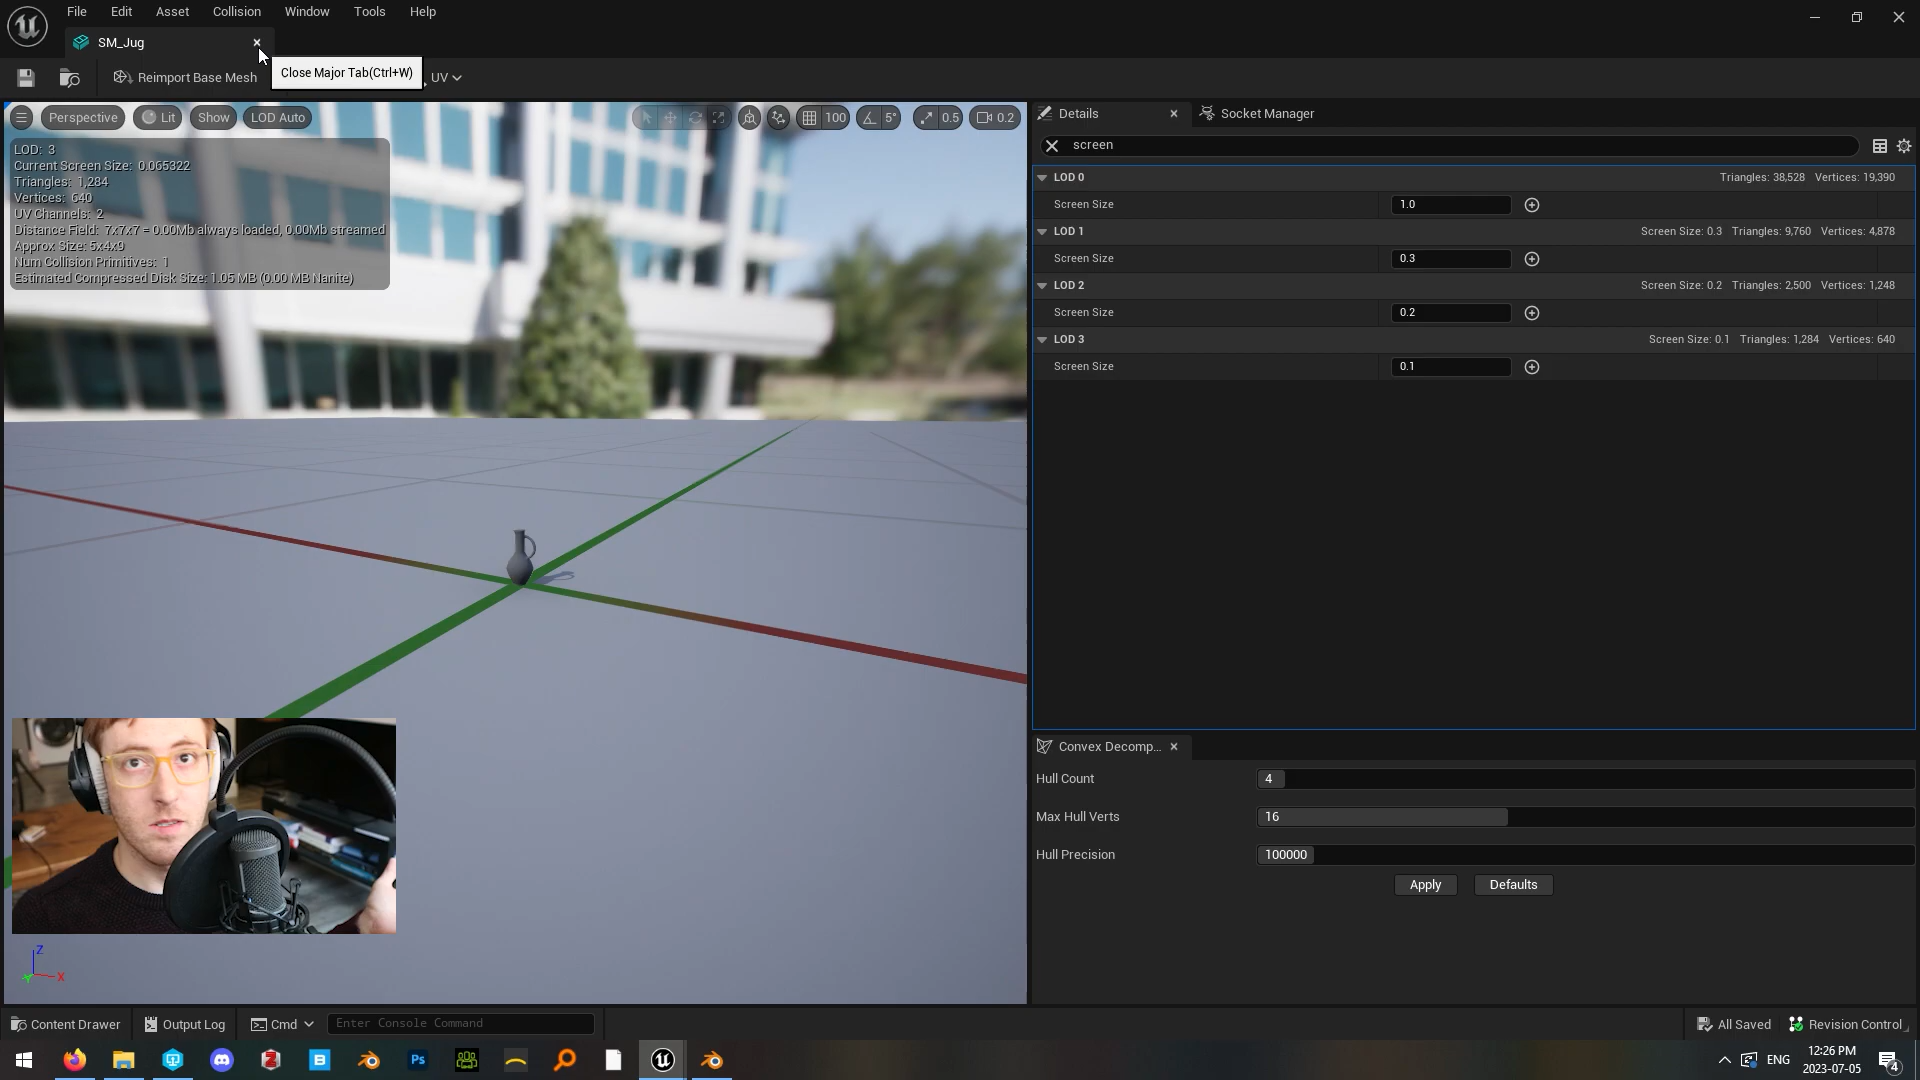 File Edit Asset Collision Window Tools Help
SM_Jug
Reimport Base Mesh
Close Major Tab(Ctrl+W)
UV
Perspective Lit Show LOD Auto
100 5° 0.5 0.2
LOD: 3
Current Screen Size: 0.065322
Triangles: 1,284
Vertices: 640
UV Channels: 2
Distance Field: 7x7x7 = 0.00Mb always loaded, 0.00Mb streamed
Approx Size: 5x4x9
Num Collision Primitives: 1
Estimated Compressed Disk Size: 1.05 MB (0.00 MB Nanite)
Z
X
Y
Details Socket Manager
screen
LOD 0 Triangles: 38,528 Vertices: 19,390
Screen Size 1.0
LOD 1 Screen Size: 0.3 Triangles: 9,760 Vertices: 4,878
Screen Size 0.3
LOD 2 Screen Size: 0.2 Triangles: 2,500 Vertices: 1,248
Screen Size 0.2
LOD 3 Screen Size: 0.1 Triangles: 1,284 Vertices: 640
Screen Size 0.1
Convex Decomp...
Hull Count 4
Max Hull Verts 16
Hull Precision 100000
Apply Defaults
Content Drawer Output Log Cmd Enter Console Command All Saved Revision Control
Z B Ps
ENG
12:26 PM
2023-07-05
4